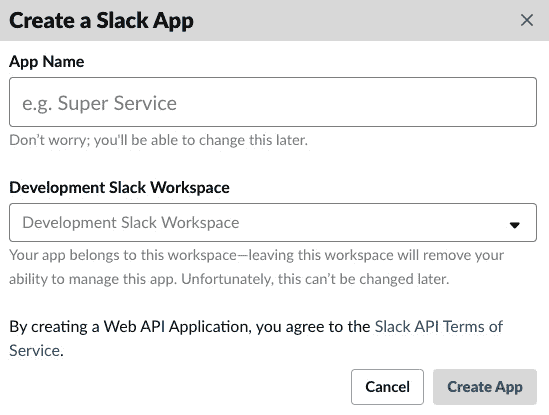 Create a Slack App
App Name
e.g. Super Service
Don't worry; you'll be able to change this later.
Development Slack Workspace
Development Slack Workspace
Your app belongs to this workspace—leaving this workspace will remove your
ability to manage this app. Unfortunately, this can't be changed later.
By creating a Web API Application, you agree to the Slack API Terms of
Service.
Cancel
Create App